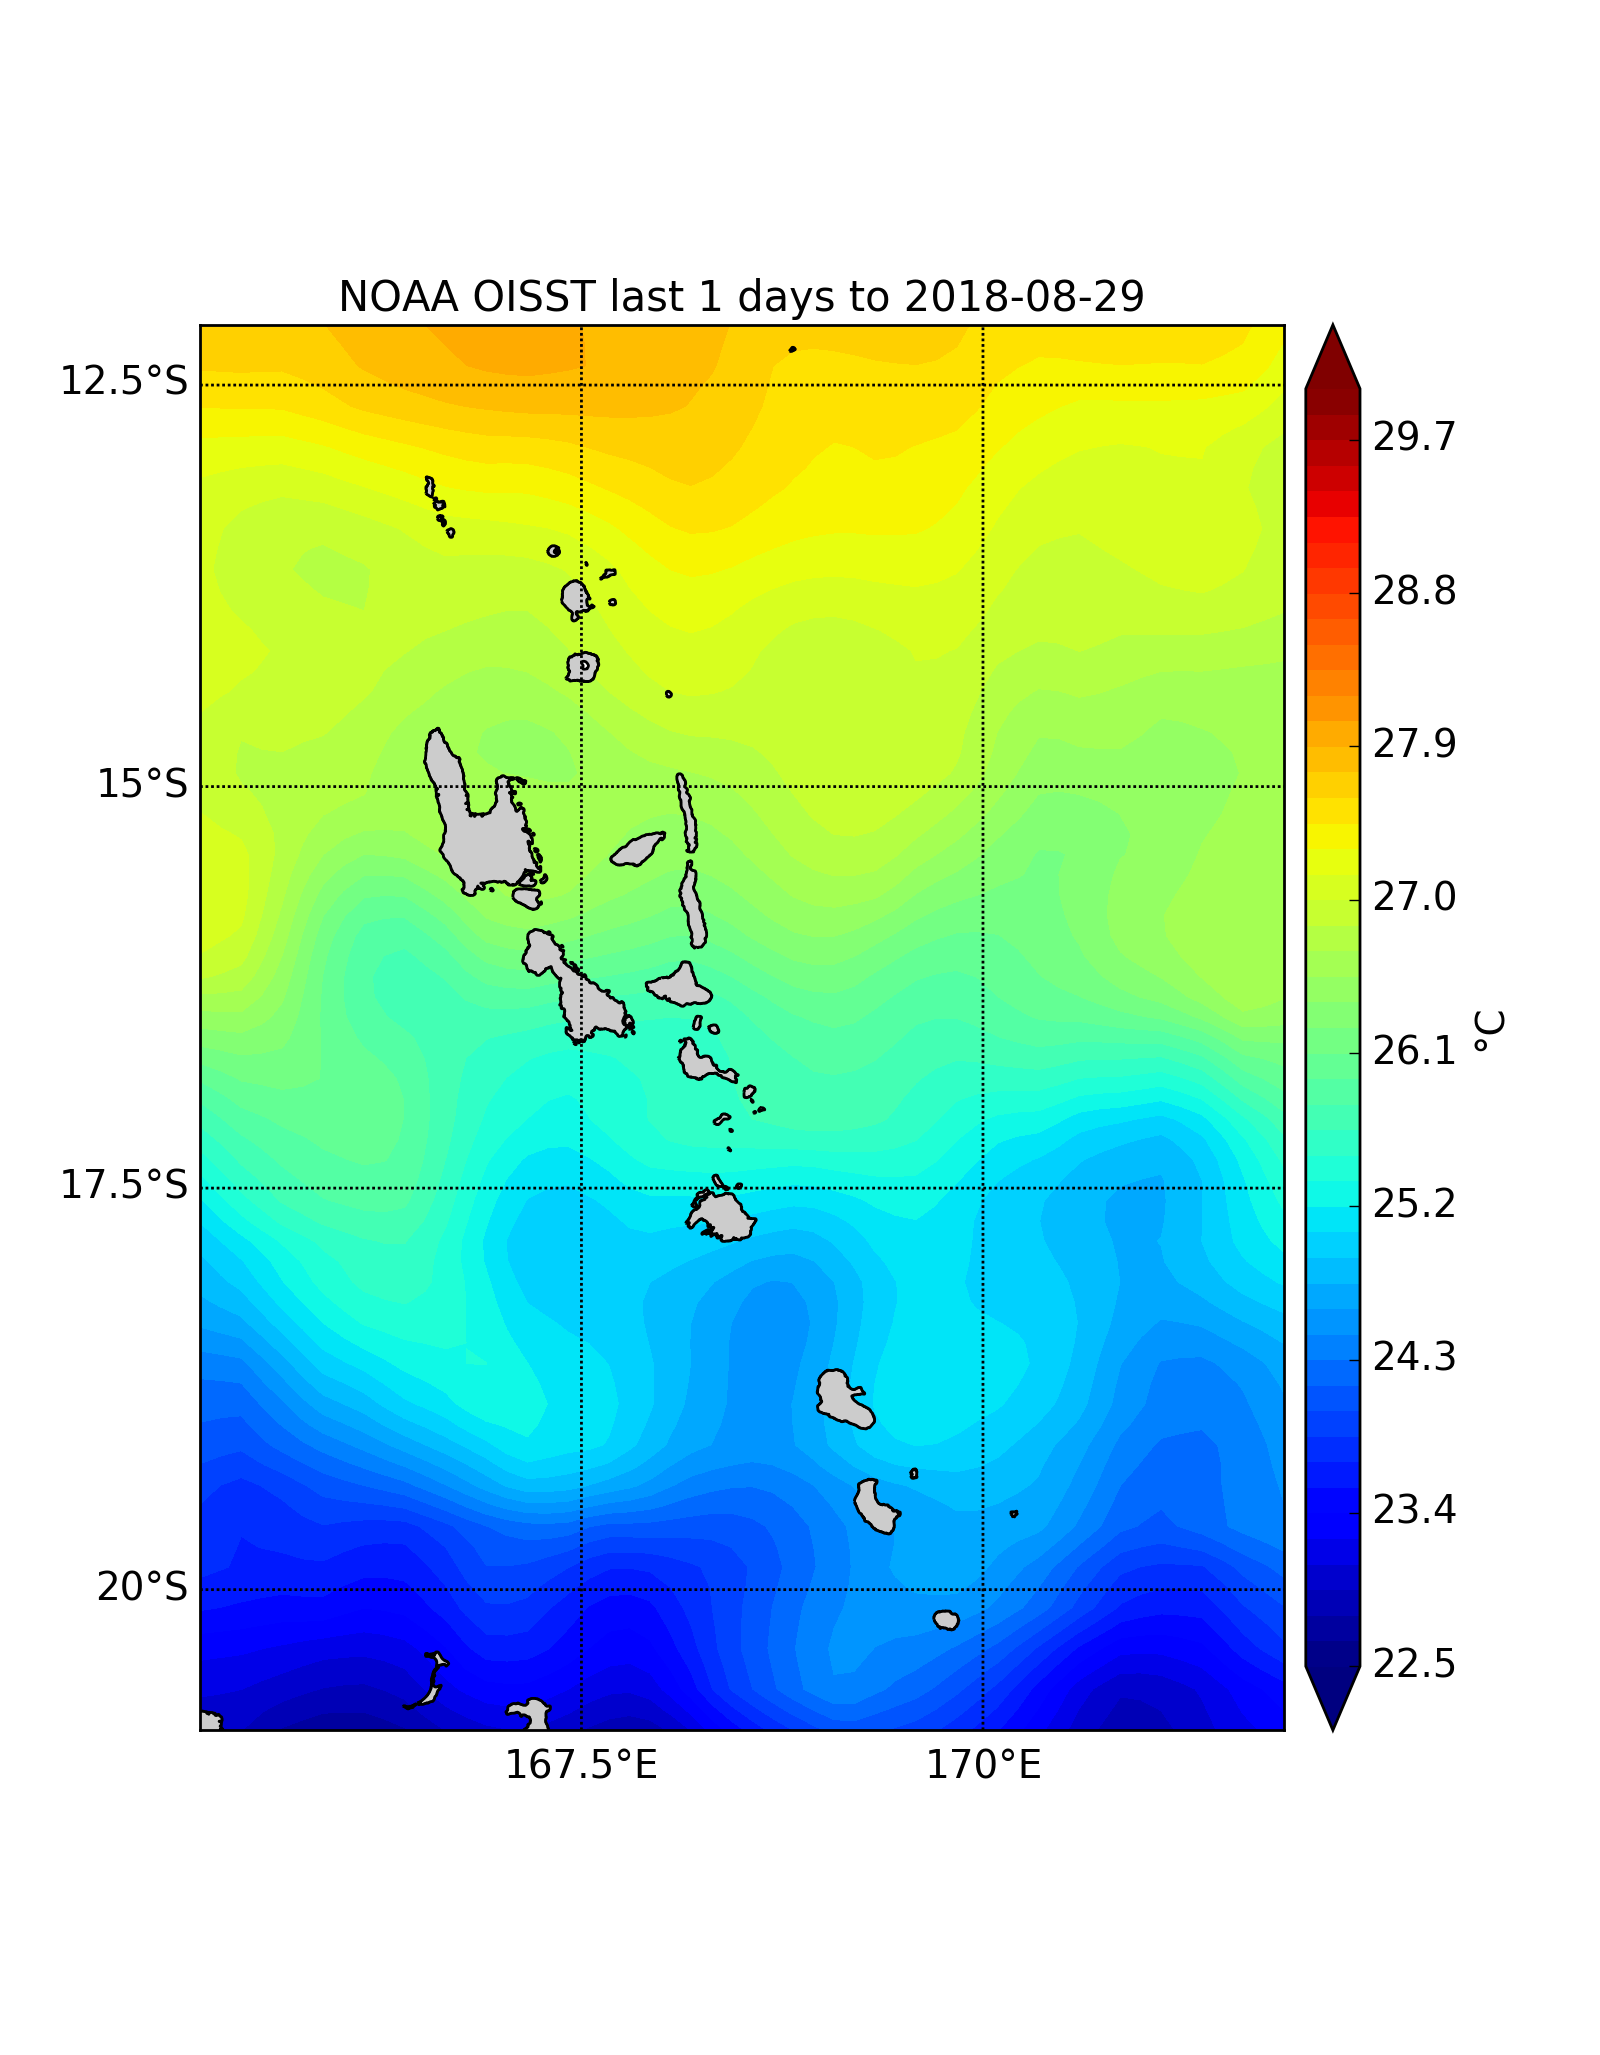 NOAA OISST last 1 days to 2018-08-29
12.5°S
15°S
17.5°S
20°S
167.5°E
170°E
29.7
28.8
27.9
27.0
26.1
25.2
24.3
23.4
22.5
°C